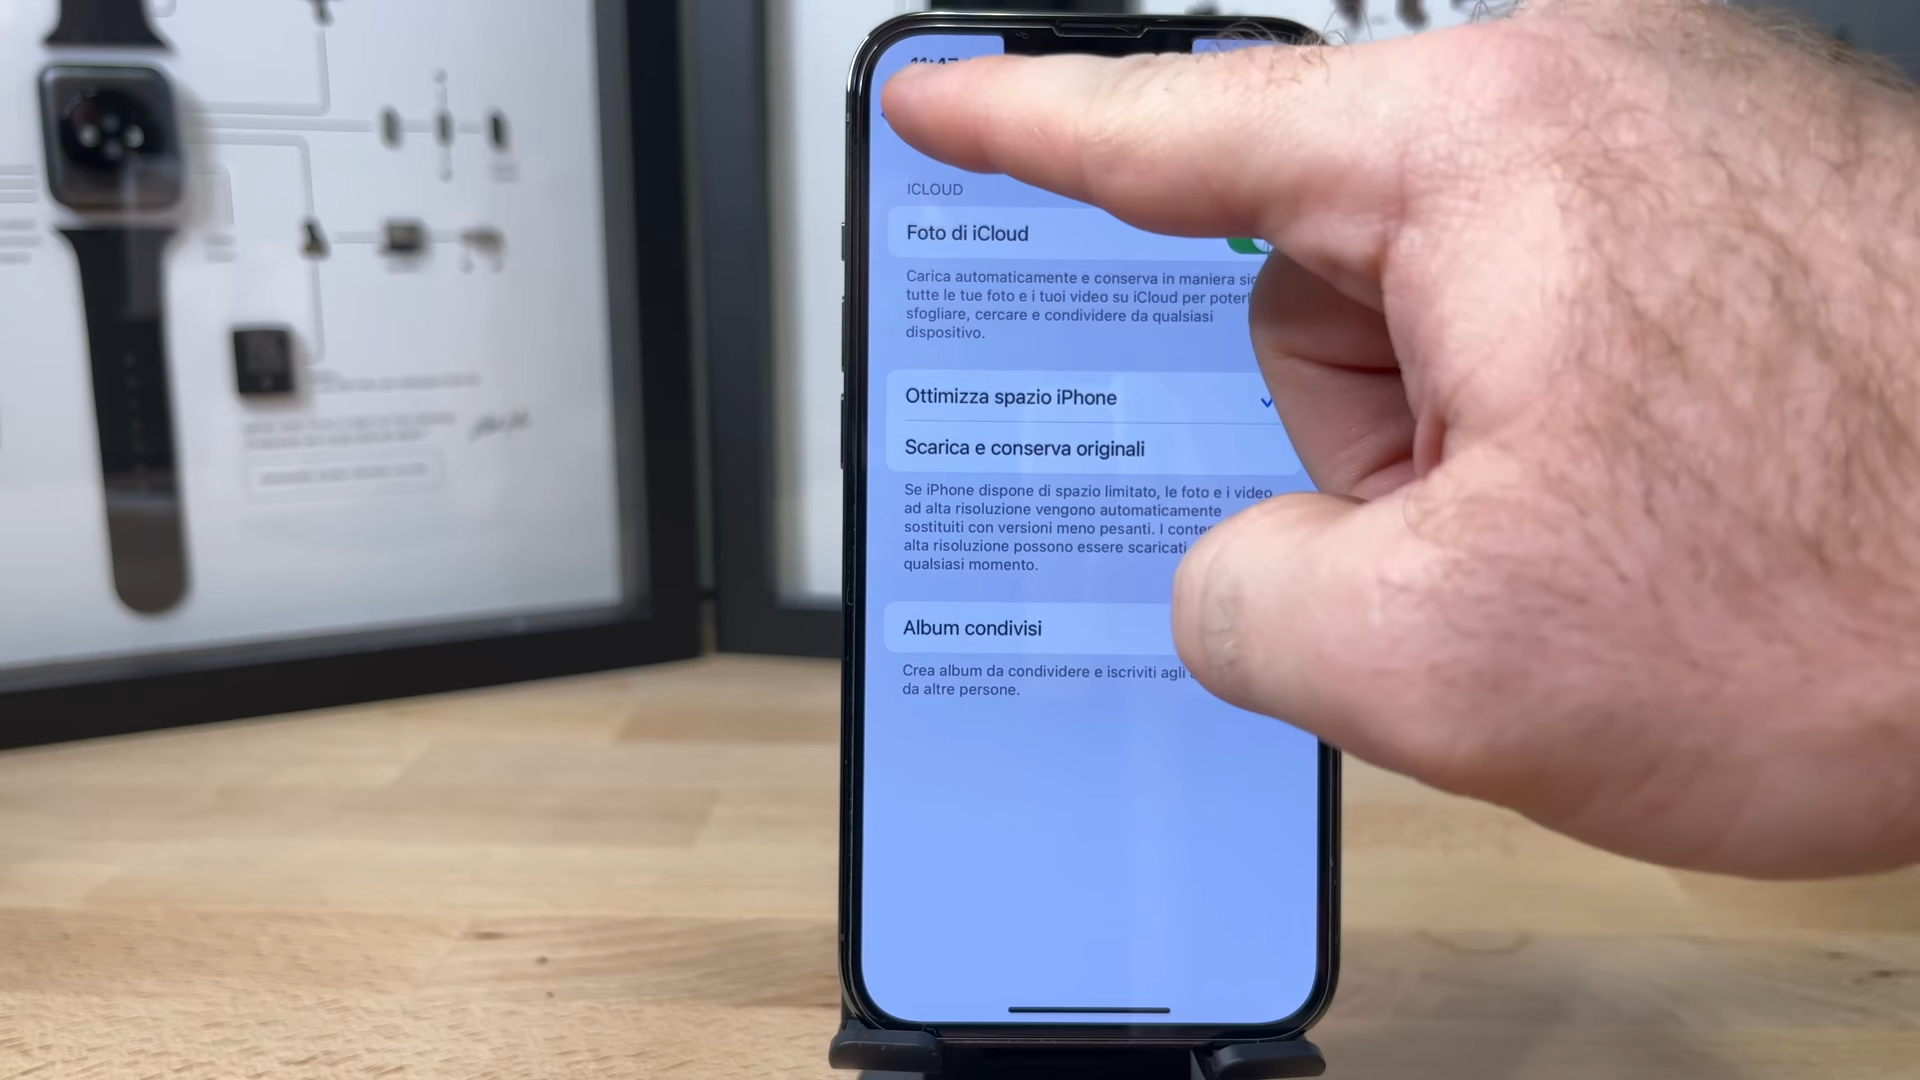 ICLOUD
Foto di iCloud
Carica automaticamente e conserva in maniera
tutte le tue foto e i tuoi video su iCloud per
sfogliare, cercare e condividere da qualsiasi
dispositivo.
Ottimizza spazio iPhone
Scarica e conserva originali
Se iPhone dispone di spazio limitato, le foto e i video
ad alta risoluzione vengono automaticamente
sostituiti con versioni meno pesanti. I
alta risoluzione possono essere
qualsiasi momento.
Album condivisi
Crea album da condividere e iscriviti agli
da altre persone.